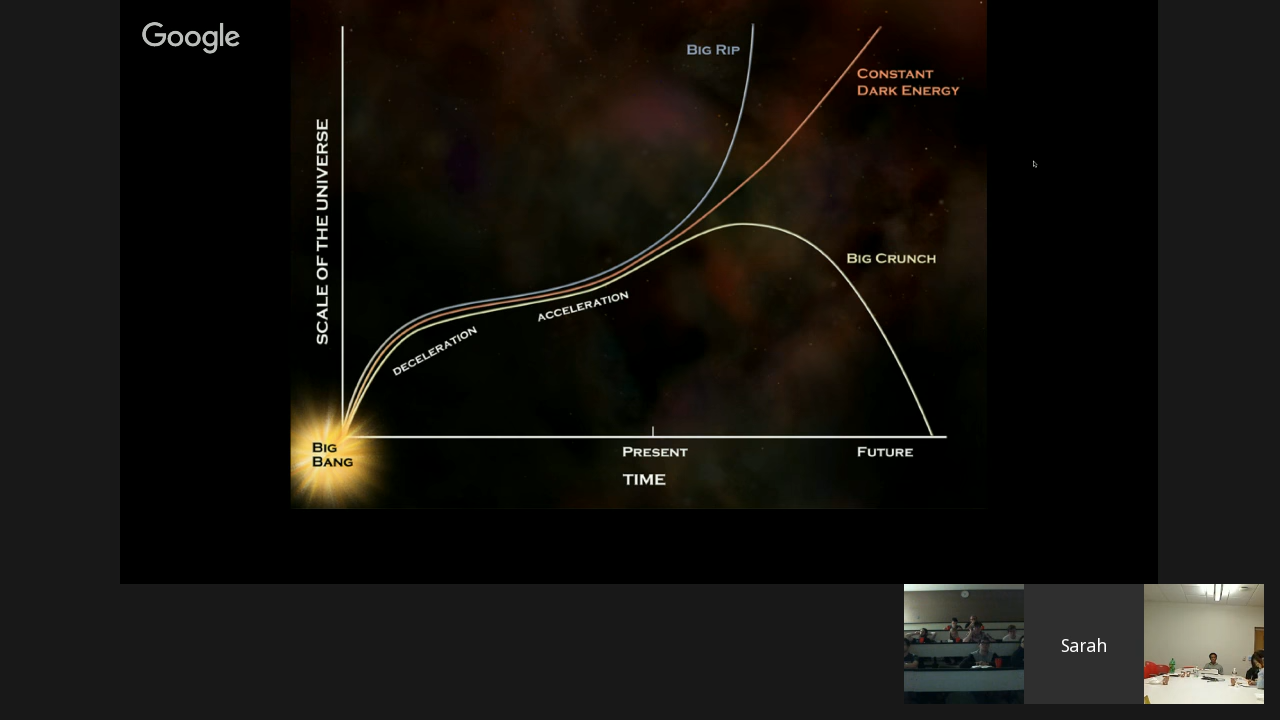 Google
BIG RIP
CONSTANT
DARK ENERGY
SCALE OF THE UNIVERSE
BIG CRUNCH
ACCELERATION
DECELERATION
BIG
BANG
PRESENT
FUTURE
TIME
Sarah